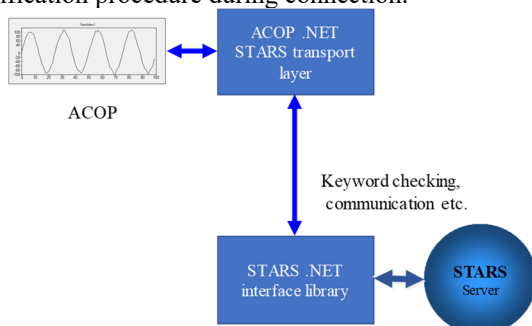 ification procedure during connection.
ACOP .NET
STARS transport
layer
ACOP
Keyword checking,
communication etc.
STARS .NET
interface library
STARS
Server